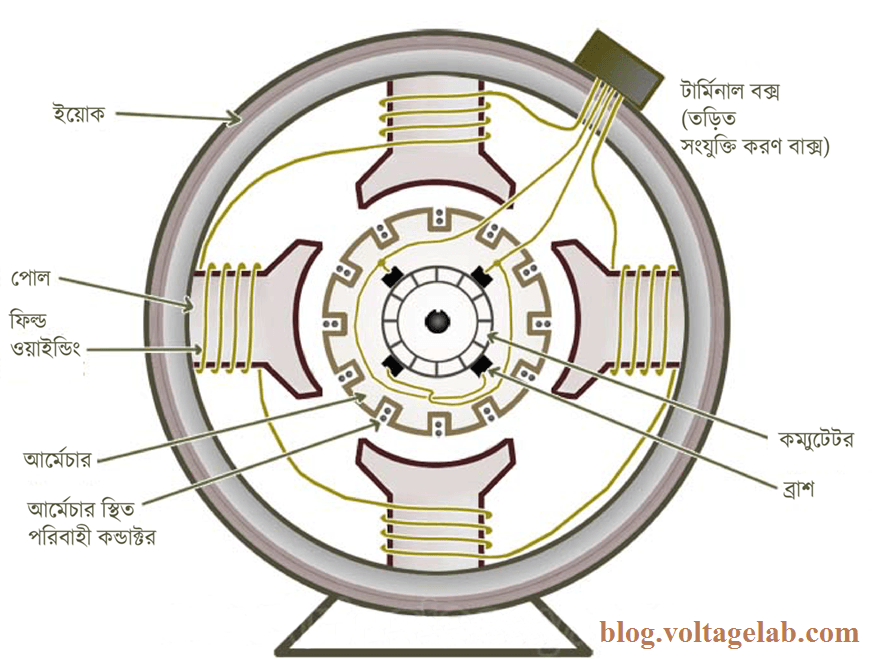 ইয়োক
টার্মিনাল বক্স
(তড়িত
সংযুক্তি করণ বাক্স)
পোল
ফিল্ড
ওয়াইন্ডিং
আর্মেচার
আর্মেচার স্থিত
পরিবাহী কন্ডাক্টর
কম্যুটেটর
ব্রাশ
blog.voltagelab.com